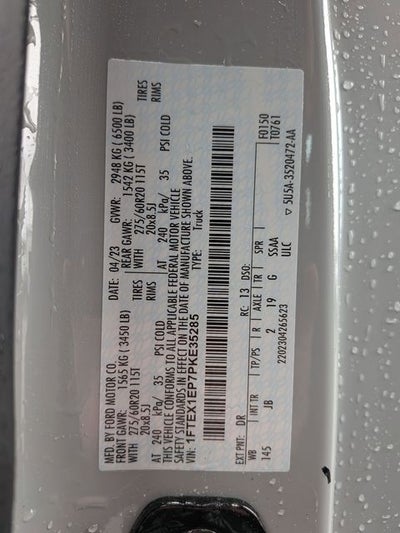 MFD. BY FORD MOTOR CO.
DATE: 04/23 GVWR: 2948 KG ( 6500 LB)
FRONT GAWR: 1565 KG ( 3450 LB) REAR GAWR: 1542 KG ( 3400 LB)
WITH 275/60R20 115T TIRES WITH 275/60R20 115T TIRES
20x8.5J RIMS 20x8.5J RIMS
AT 240 kPa/ 35 PSI COLD AT 240 kPa/ 35 PSI COLD
THIS VEHICLE CONFORMS TO ALL APPLICABLE FEDERAL MOTOR VEHICLE
SAFETY STANDARDS IN EFFECT ON THE DATE OF MANUFACTURE SHOWN ABOVE.
VIN: 1FTEX1EP7PKE35285 TYPE: Truck
F0150
T0761
EXT PNT: DR RC: 13 DSO:
WB INT TR TP/PS R AXLE TR SPR
145 JB 2 19 G SSAA
2202304265623 ULC
▽ 5U5A-3520472-AA